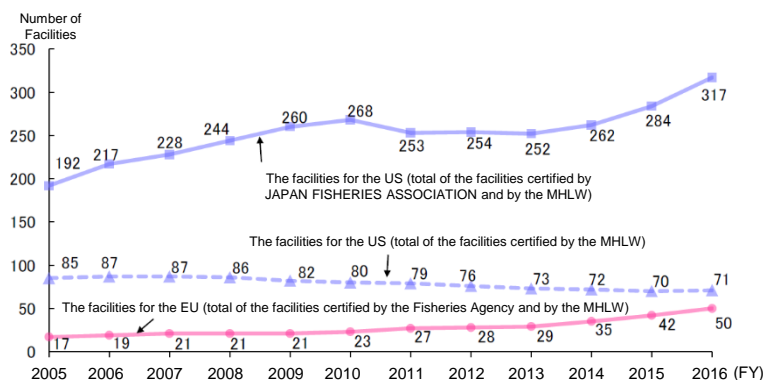 Number of
Facilities
350
300
250
200
150
100
50
0
192 217 228 244 260 268 253 254 252 262 284 317
The facilities for the US (total of the facilities certified by
JAPAN FISHERIES ASSOCIATION and by the MHLW)
The facilities for the US (total of the facilities certified by the MHLW)
85 87 87 86 82 80 79 76 73 72 70 71
The facilities for the EU (total of the facilities certified by the Fisheries Agency and by the MHLW)
17 19 21 21 21 23 27 28 29 35 42 50
2005 2006 2007 2008 2009 2010 2011 2012 2013 2014 2015 2016 (FY)